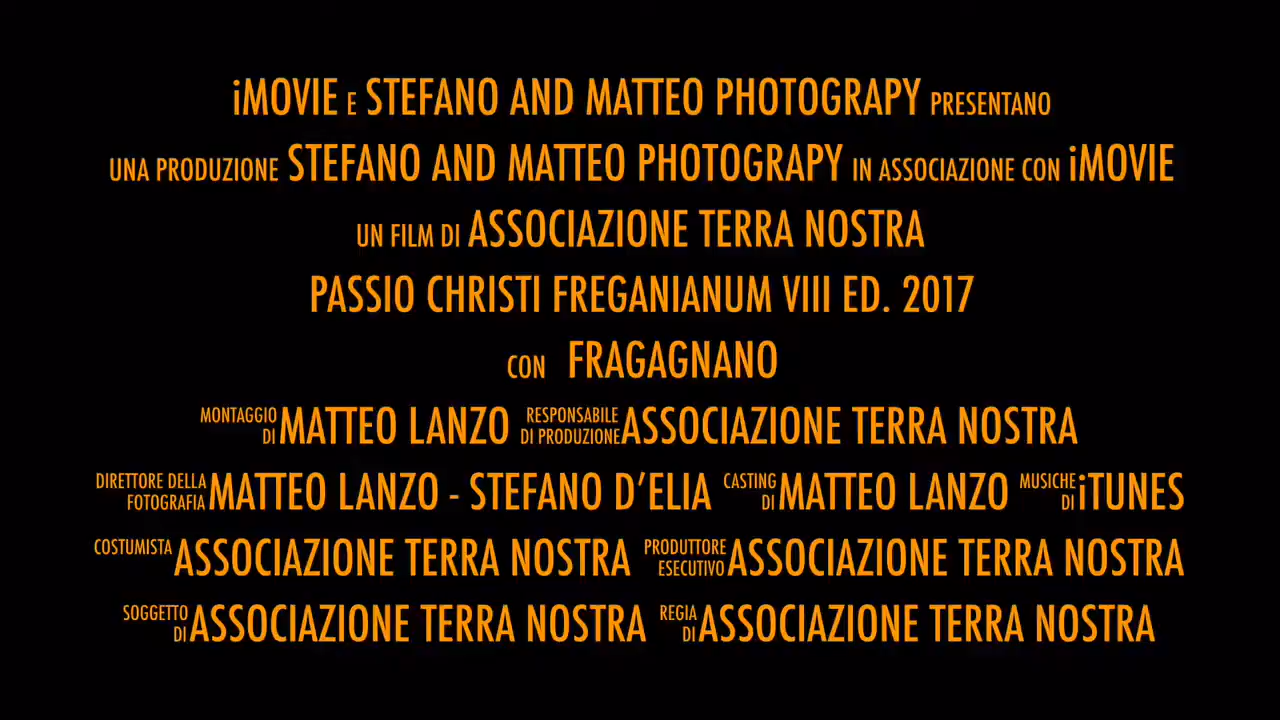 iMOVIE E STEFANO AND MATTEO PHOTOGRAPY PRESENTANO
UNA PRODUZIONE STEFANO AND MATTEO PHOTOGRAPY IN ASSOCIAZIONE CON iMOVIE
UN FILM DI ASSOCIAZIONE TERRA NOSTRA
PASSIO CHRISTI FREGANIANUM VIII ED. 2017
CON FRAGAGNANO
MONTAGGIO DI MATTEO LANZO RESPONSABILE DI PRODUZIONE ASSOCIAZIONE TERRA NOSTRA
DIRETTORE DELLA FOTOGRAFIA MATTEO LANZO - STEFANO D'ELIA CASTING DI MATTEO LANZO MUSICHE DI iTUNES
COSTUMISTA ASSOCIAZIONE TERRA NOSTRA PRODUTTORE ESECUTIVO ASSOCIAZIONE TERRA NOSTRA
SOGGETTO DI ASSOCIAZIONE TERRA NOSTRA REGIA DI ASSOCIAZIONE TERRA NOSTRA